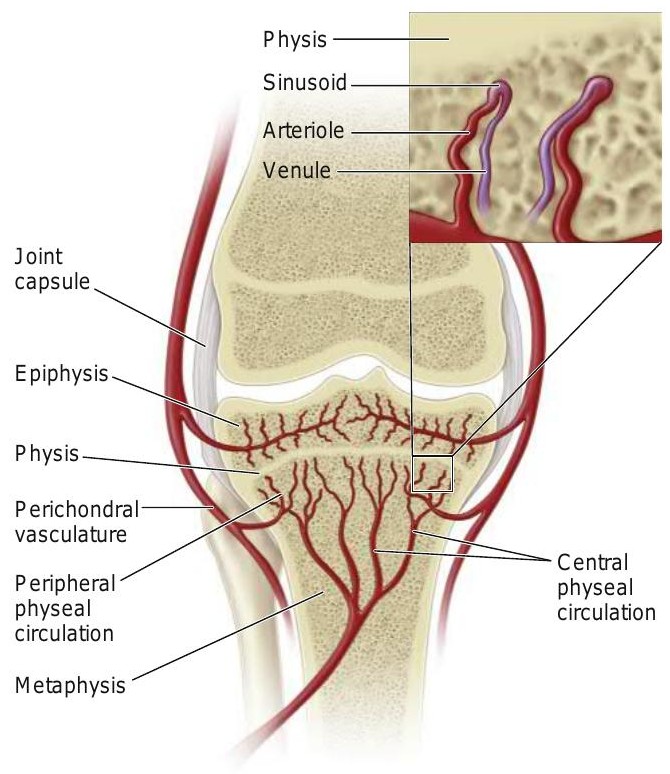 Physis
Sinusoid
Arteriole
Venule
Joint
capsule
Epiphysis
Physis
Perichondral
vasculature
Peripheral
physeal
circulation
Metaphysis
Central
physeal
circulation